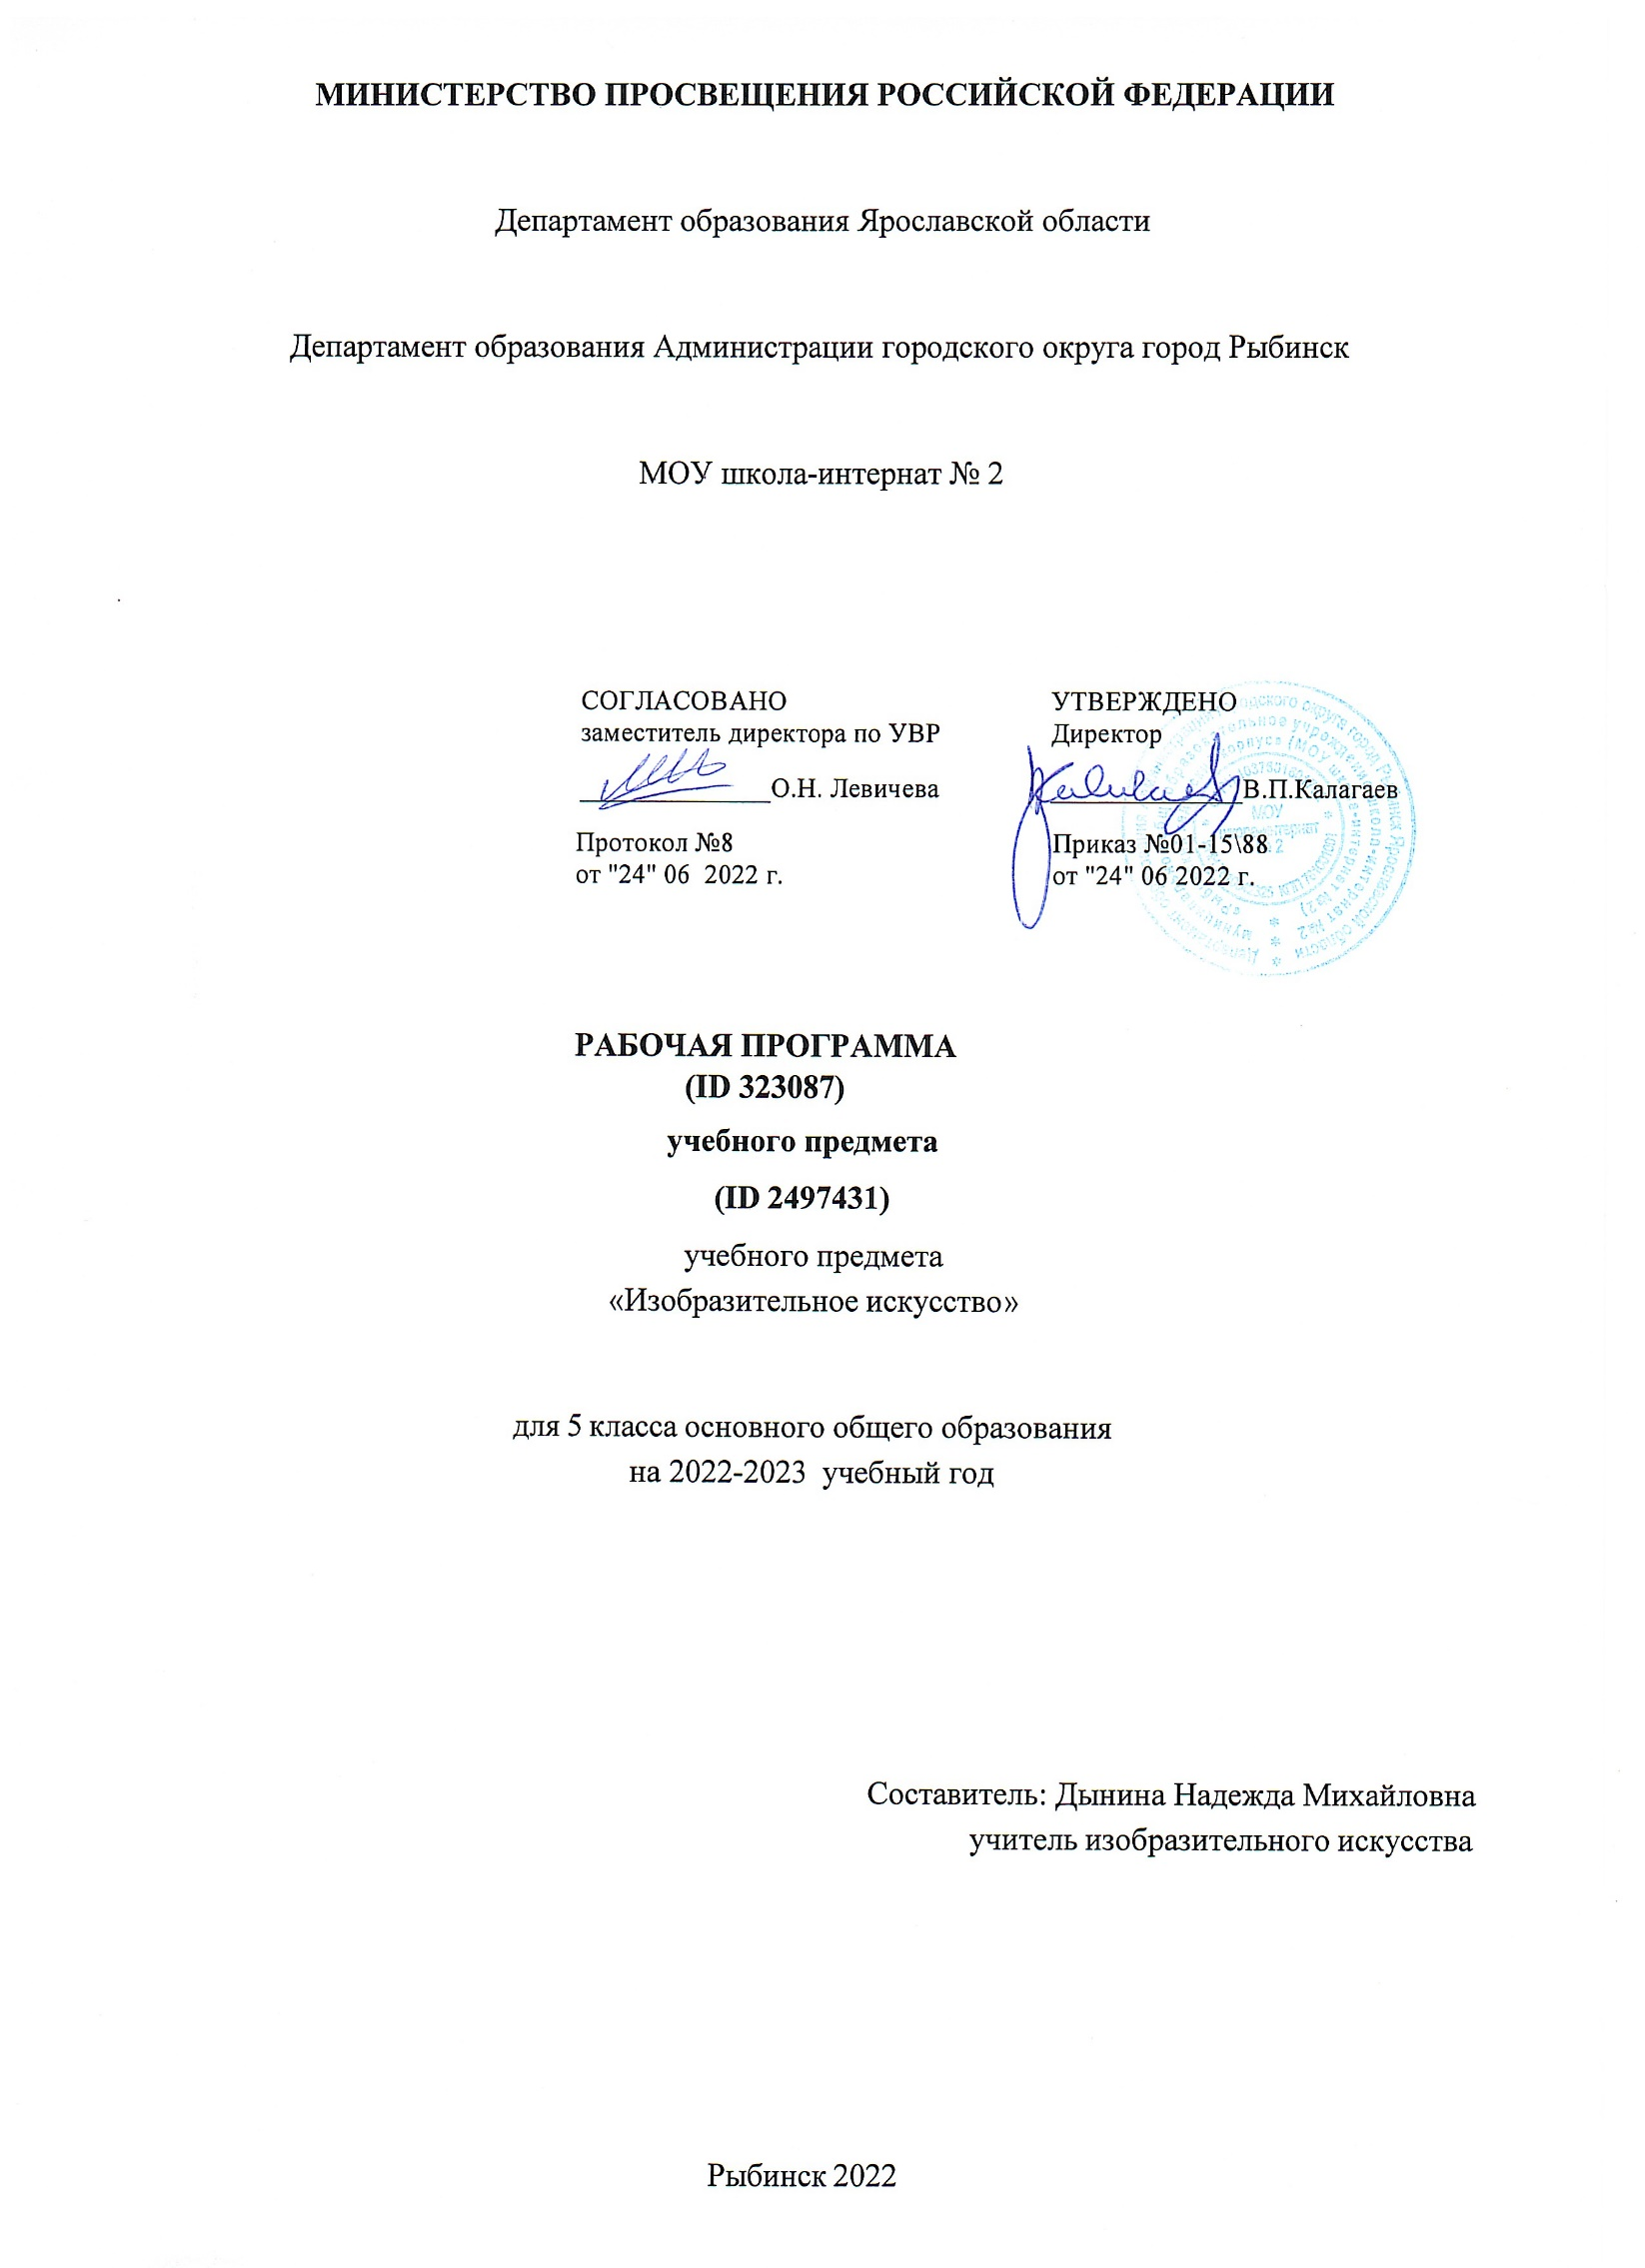 МИНИСТЕРСТВО ПРОСВЕЩЕНИЯ РОССИЙСКОЙ ФЕДЕРАЦИИ
Департамент образования Ярославской области
Департамент образования Администрации городского округа город Рыбинск
МОУ школа-интернат № 2
СОГЛАСОВАНО
заместитель директора по УВР
О.Н. Левичева
Протокол №8
от "24" 06 2022 г.
УТВЕРЖДЕНО
Директор
В.П.Калагаев
Приказ №01-15\88
от "24" 06 2022 г.
РАБОЧАЯ ПРОГРАММА
(ID 323087)
учебного предмета
(ID 2497431)
учебного предмета
«Изобразительное искусство»
для 5 класса основного общего образования
на 2022-2023 учебный год
Составитель: Дынина Надежда Михайловна
учитель изобразительного искусства
Рыбинск 2022